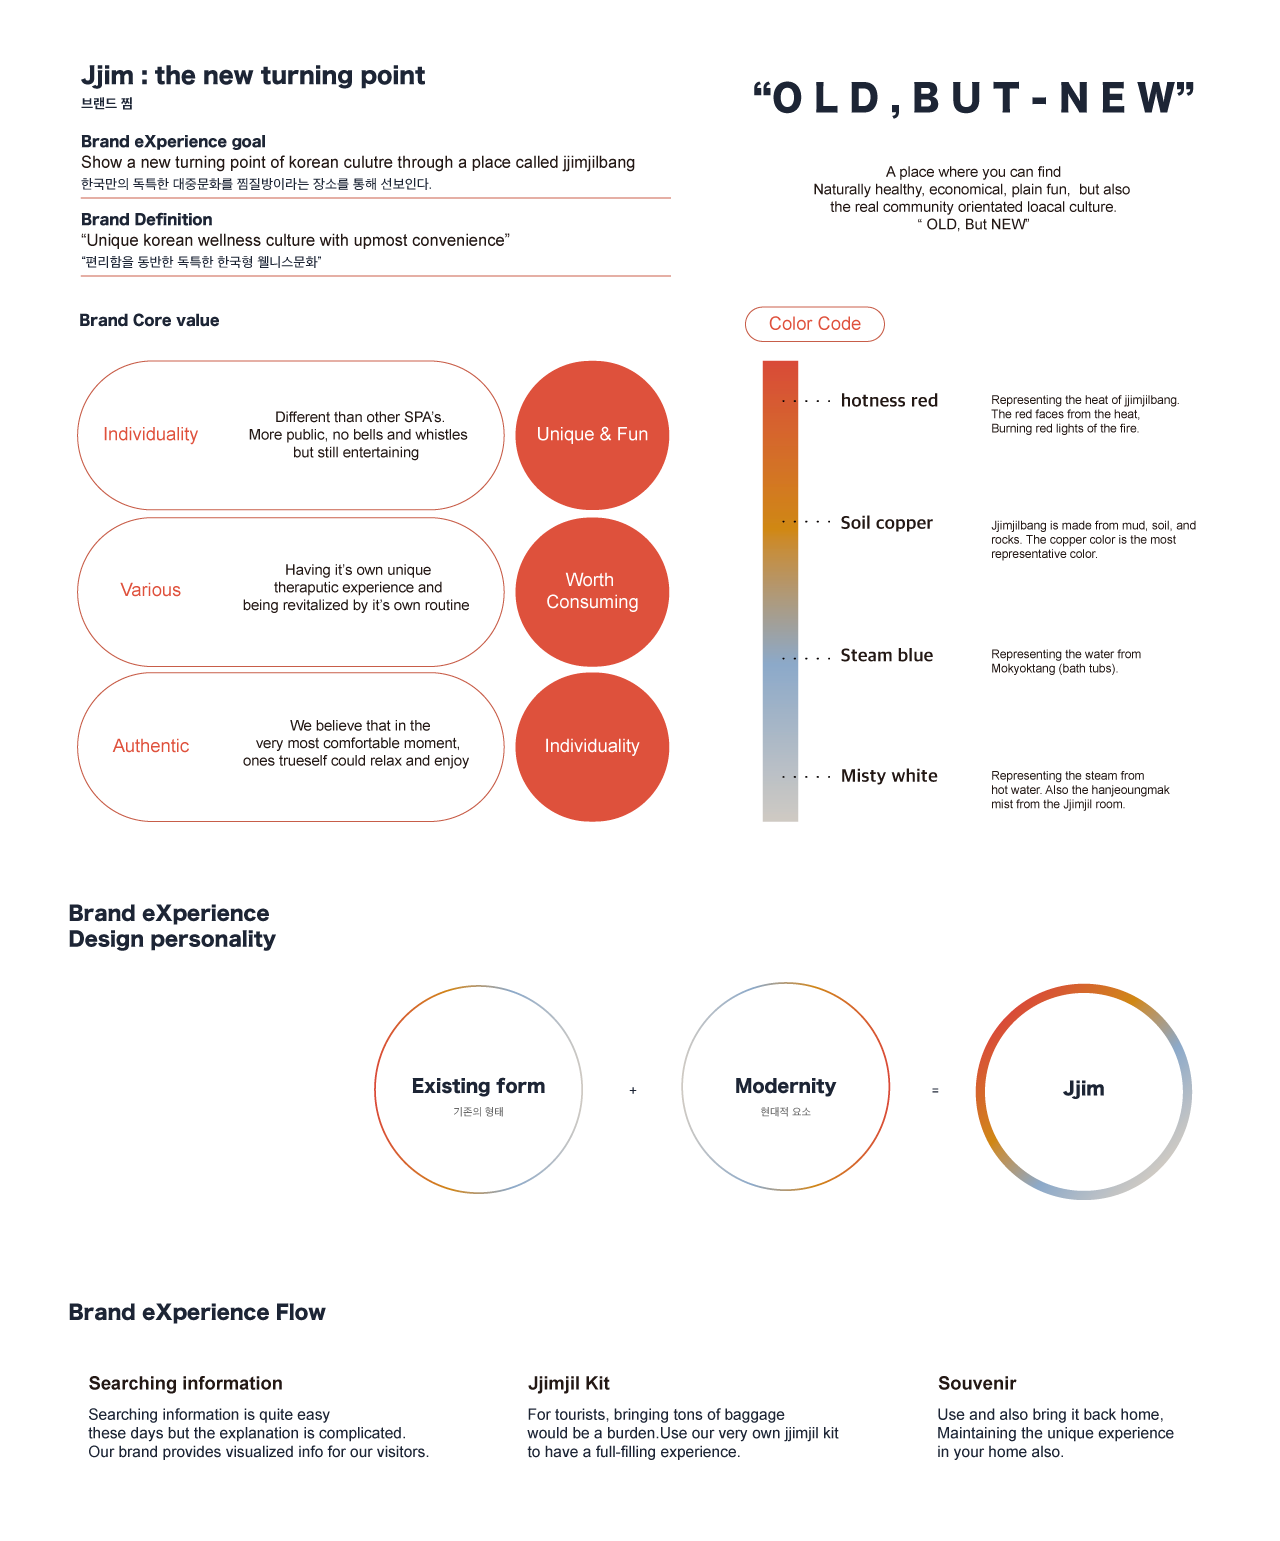 Jjim : the new turning point
브랜드 찜
Brand eXperience goal
Show a new turning point of korean culutre through a place called jjimjilbang
한국만의 독특한 대중문화를 찜질방이라는 장소를 통해 선보인다.
Brand Definition
“Unique korean wellness culture with upmost convenience”
“편리함을 동반한 독특한 한국형 웰니스문화”
“OLD,BUT-NEW”
A place where you can find
Naturally healthy, economical, plain fun,  but also
the real community orientated loacal culture.
“ OLD, But NEW”
Brand Core value
Individuality
Different than other SPA’s.
More public, no bells and whistles
but still entertaining
Unique & Fun
Various
Having it’s own unique
theraputic experience and
being revitalized by it’s own routine
Worth
Consuming
Authentic
We believe that in the
very most comfortable moment,
ones trueself could relax and enjoy
Individuality
Color Code
hotness red
Representing the heat of jjimjilbang.
The red faces from the heat,
Burning red lights of the fire.
Soil copper
Jjimjilbang is made from mud, soil, and
rocks. The copper color is the most
representative color.
Steam blue
Representing the water from
Mokyoktang (bath tubs).
Misty white
Representing the steam from
hot water. Also the hanjeoungmak
mist from the Jjimjil room.
Brand eXperience
Design personality
Existing form
기존의 형태
+
Modernity
현대적 요소
=
Jjim
Brand eXperience Flow
Searching information
Searching information is quite easy
these days but the explanation is complicated.
Our brand provides visualized info for our visitors.
Jjimjil Kit
For tourists, bringing tons of baggage
would be a burden.Use our very own jjimjil kit
to have a full-filling experience.
Souvenir
Use and also bring it back home,
Maintaining the unique experience
in your home also.